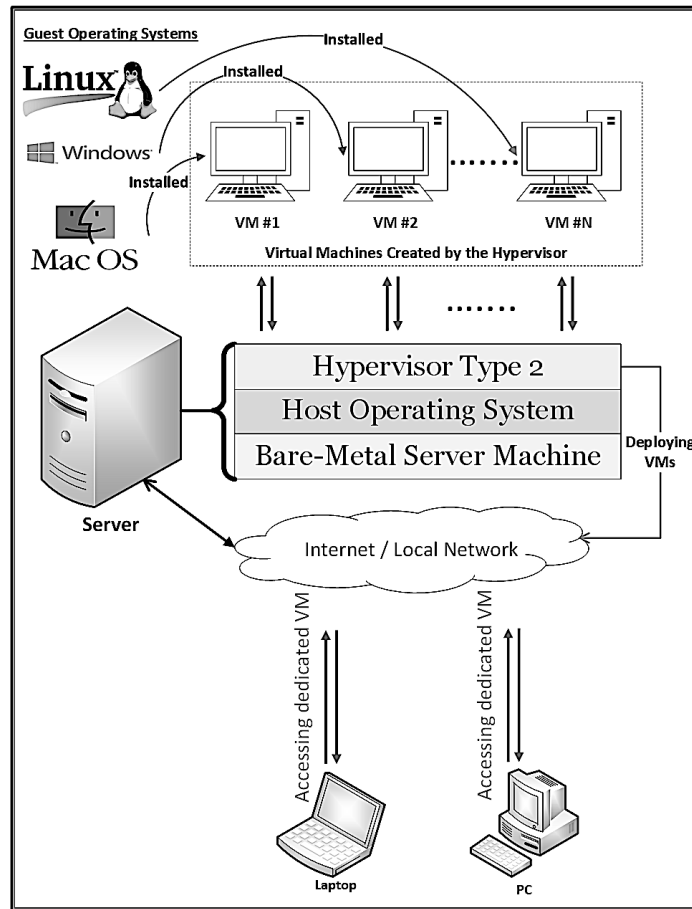 Guest Operating Systems
Installed
Linux™
Installed
Windows
Installed
Mac OS
VM #1
VM #2
VM #N
Virtual Machines Created by the Hypervisor
Hypervisor Type 2
Host Operating System
Bare-Metal Server Machine
Deploying
VMs
Server
Internet / Local Network
Accessing dedicated VM
Accessing dedicated VM
Laptop
PC